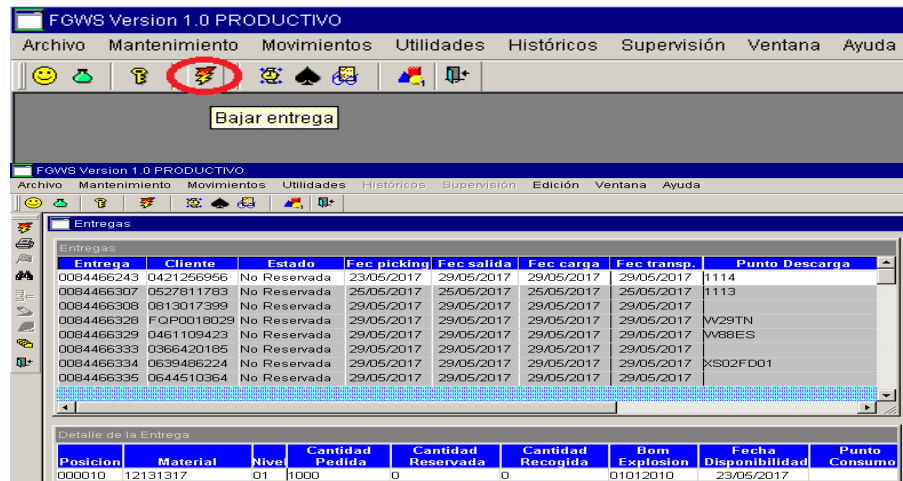 FGWS Version 1.0 PRODUCTIVO
Archivo Mantenimiento Movimientos Utilidades Históricos Supervisión Ventana Ayuda
Bajar entrega
FGWS Version 1.0 PRODUCTIVO
Archivo Mantenimiento Movimientos Utilidades Históricos Supervisión Edición Ventana Ayuda
Entregas
Entregas
Entrega Cliente Estado Fec picking Fec salida Fec carga Fec transp. Punto Descarga
0084466243 0421256956 No Reservada 23/05/2017 29/05/2017 29/05/2017 29/05/2017 1114
0084466307 0527811783 No Reservada 25/05/2017 25/05/2017 29/05/2017 29/05/2017 1113
0084466308 0813017399 No Reservada 29/05/2017 29/05/2017 29/05/2017 29/05/2017
0084466328 FQP0018029 No Reservada 29/05/2017 29/05/2017 29/05/2017 29/05/2017 W29TN
0084466329 0461109423 No Reservada 29/05/2017 29/05/2017 29/05/2017 29/05/2017 W88ES
0084466333 0366420185 No Reservada 29/05/2017 29/05/2017 29/05/2017 29/05/2017
0084466334 0639486224 No Reservada 29/05/2017 29/05/2017 29/05/2017 29/05/2017 XS02FD01
0084466335 0644510364 No Reservada 29/05/2017 29/05/2017 29/05/2017 29/05/2017
Detalle de la Entrega
Posicion Material Nivel Cantidad Pedida Cantidad Reservada Cantidad Recogida Bom Explosion Fecha Disponibilidad Punto Consumo
000010 12131317 01 1000 0 0 01012010 23/05/2017